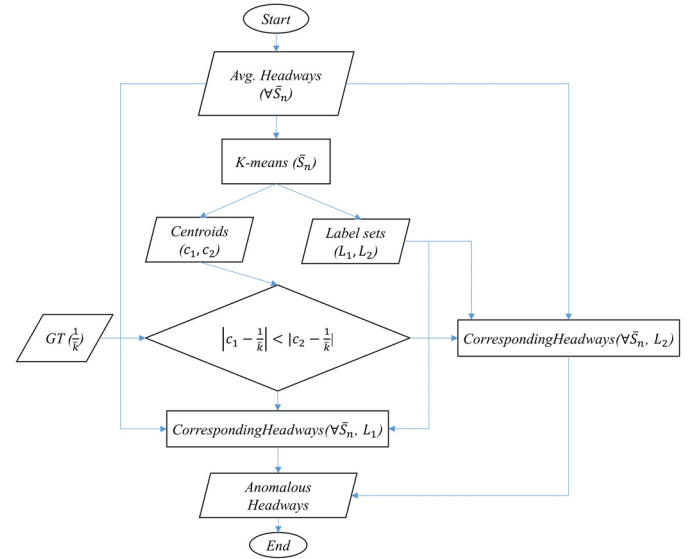 Start
Avg. Headways
(∀S̄ₙ)
K-means (S̄ₙ)
Centroids
(c₁, c₂)
Label sets
(L₁, L₂)
GT (1/k̄)
|c₁ − 1/k̄| < |c₂ − 1/k̄|
CorrespondingHeadways(∀S̄ₙ, L₂)
CorrespondingHeadways(∀S̄ₙ, L₁)
Anomalous
Headways
End